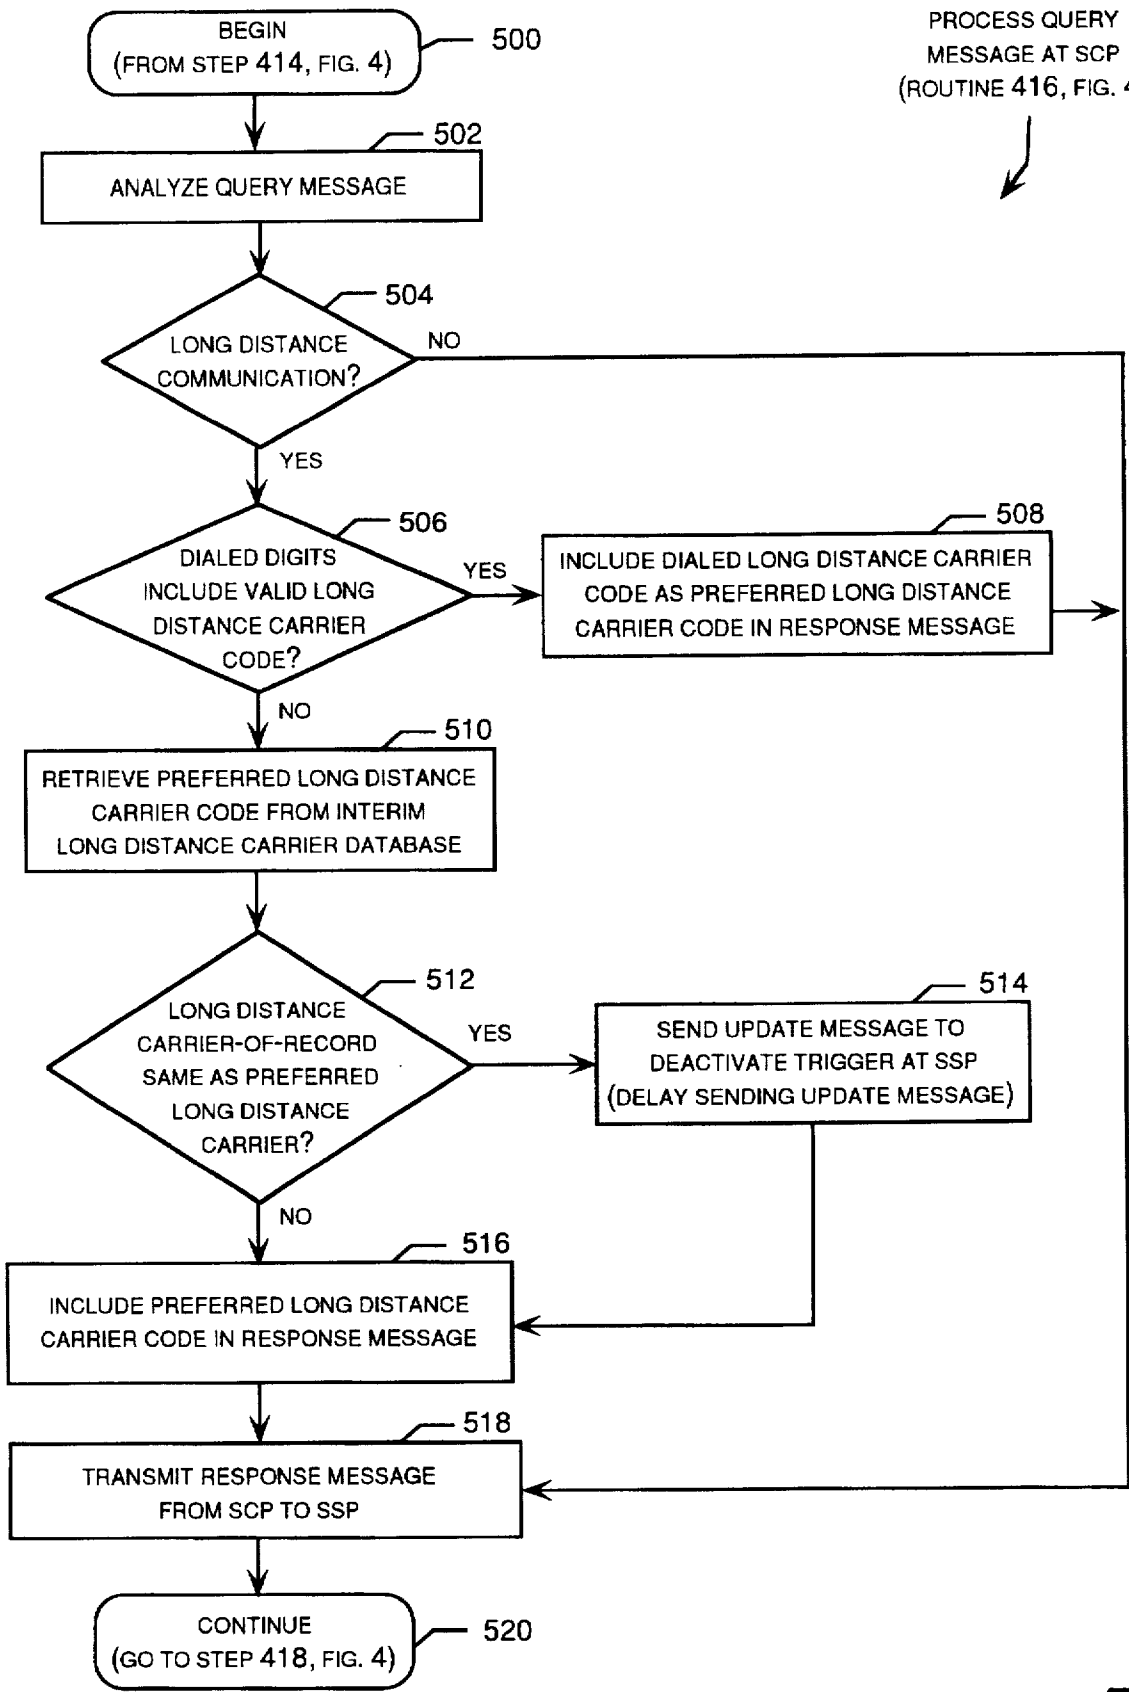 BEGIN
(FROM STEP 414, FIG. 4)
500
PROCESS QUERY
MESSAGE AT SCP
(ROUTINE 416, FIG.
502
ANALYZE QUERY MESSAGE
504
LONG DISTANCE
COMMUNICATION?
NO
YES
506
DIALED DIGITS
INCLUDE VALID LONG
DISTANCE CARRIER
CODE?
YES
508
INCLUDE DIALED LONG DISTANCE CARRIER
CODE AS PREFERRED LONG DISTANCE
CARRIER CODE IN RESPONSE MESSAGE
NO
510
RETRIEVE PREFERRED LONG DISTANCE
CARRIER CODE FROM INTERIM
LONG DISTANCE CARRIER DATABASE
512
LONG DISTANCE
CARRIER-OF-RECORD
SAME AS PREFERRED
LONG DISTANCE
CARRIER?
YES
514
SEND UPDATE MESSAGE TO
DEACTIVATE TRIGGER AT SSP
(DELAY SENDING UPDATE MESSAGE)
NO
516
INCLUDE PREFERRED LONG DISTANCE
CARRIER CODE IN RESPONSE MESSAGE
518
TRANSMIT RESPONSE MESSAGE
FROM SCP TO SSP
CONTINUE
(GO TO STEP 418, FIG. 4)
520